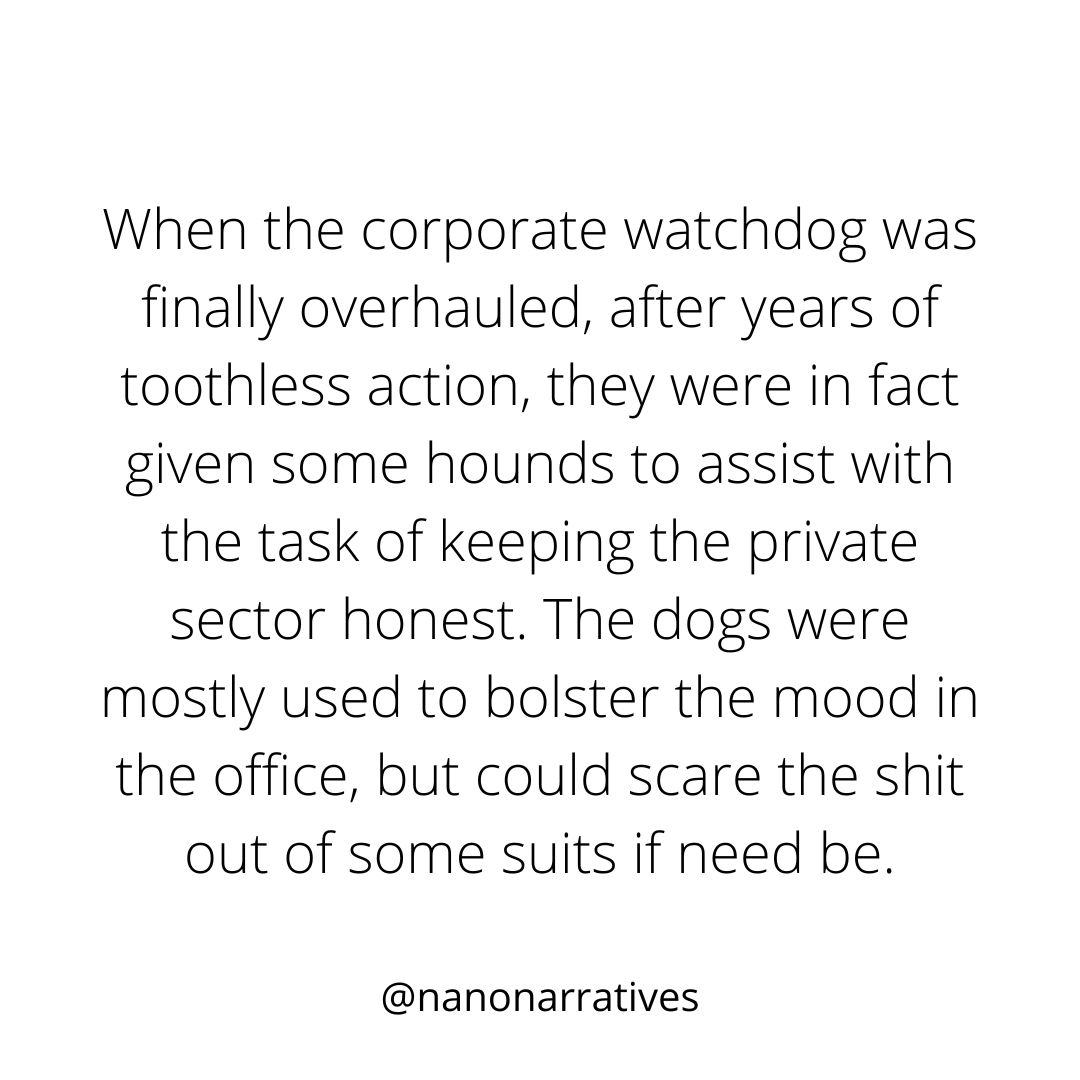 When the corporate watchdog was
finally overhauled, after years of
toothless action, they were in fact
given some hounds to assist with
the task of keeping the private
sector honest. The dogs were
mostly used to bolster the mood in
the office, but could scare the shit
out of some suits if need be.
@nanonarratives